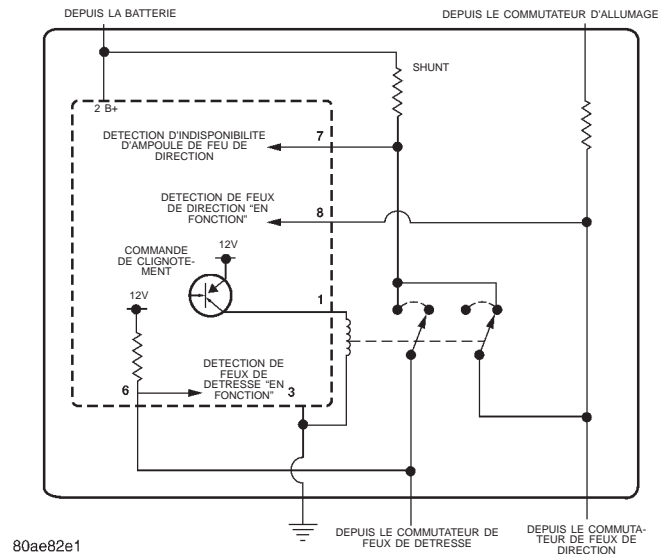 DEPUIS LA BATTERIE
DEPUIS LE COMMUTATEUR D'ALLUMAGE
SHUNT
2 B+
DETECTION D'INDISPONIBILITE
D'AMPOULE DE FEU DE
DIRECTION
7
DETECTION DE FEUX
DE DIRECTION “EN
FONCTION”
8
COMMANDE
DE CLIGNOTE-
MENT
12V
12V
1
DETECTION DE
FEUX DE
DETRESSE “EN
FONCTION”
6
3
DEPUIS LE COMMUTATEUR DE
FEUX DE DETRESSE
DEPUIS LE COMMUTA-
TEUR DE FEUX DE
DIRECTION
80ae82e1